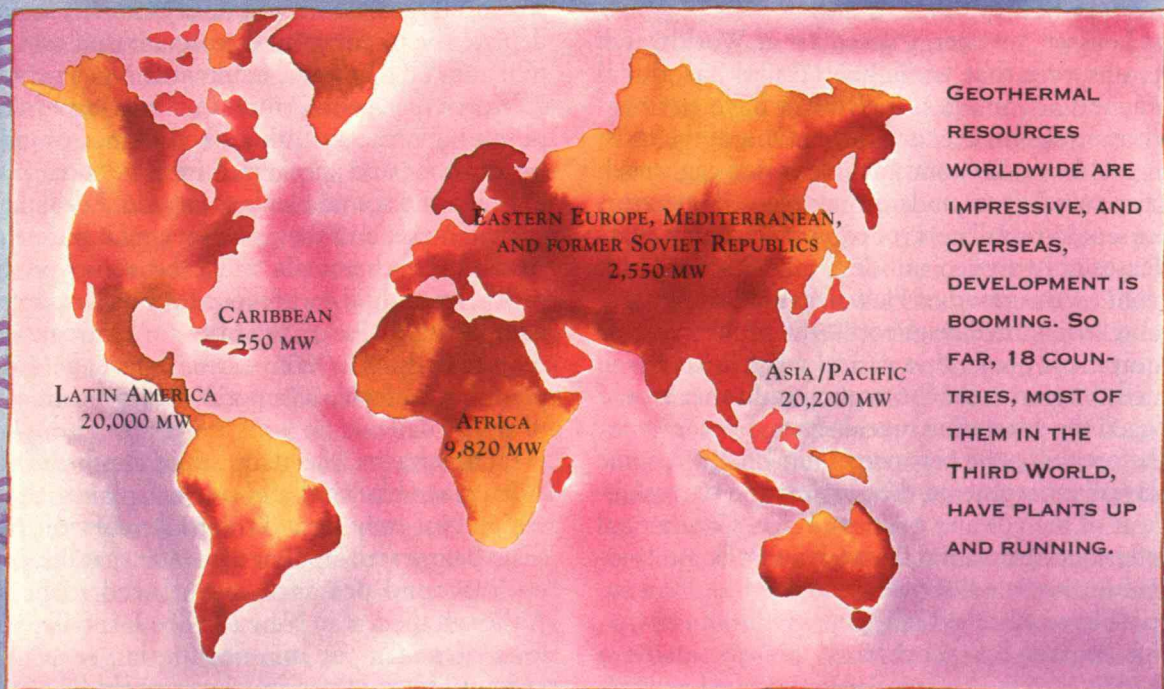 GEOTHERMAL
RESOURCES
WORLDWIDE ARE
IMPRESSIVE, AND
OVERSEAS,
DEVELOPMENT IS
BOOMING. SO
FAR, 18 COUN-
TRIES, MOST OF
THEM IN THE
THIRD WORLD,
HAVE PLANTS UP
AND RUNNING.
EASTERN EUROPE, MEDITERRANEAN,
AND FORMER SOVIET REPUBLICS
2,550 MW
CARIBBEAN
550 MW
LATIN AMERICA
20,000 MW
AFRICA
9,820 MW
ASIA/PACIFIC
20,200 MW